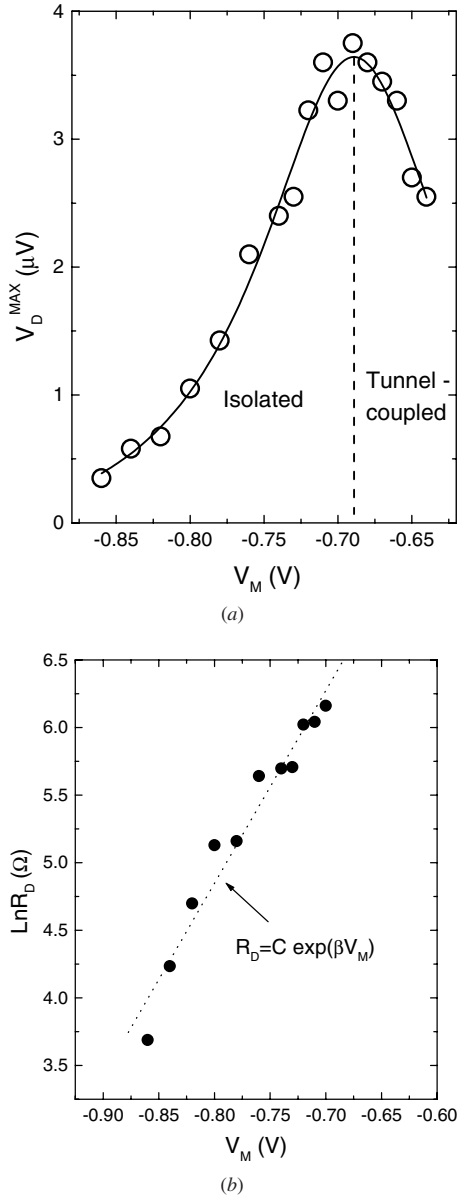 4
3
2
1
0
V_D^MAX (μV)
Isolated
Tunnel -
coupled
-0.85 -0.80 -0.75 -0.70 -0.65
V_M (V)
(a)
6.5
6.0
5.5
5.0
4.5
4.0
3.5
LnR_D (Ω)
R_D=C exp(βV_M)
-0.90 -0.85 -0.80 -0.75 -0.70 -0.65 -0.60
V_M (V)
(b)